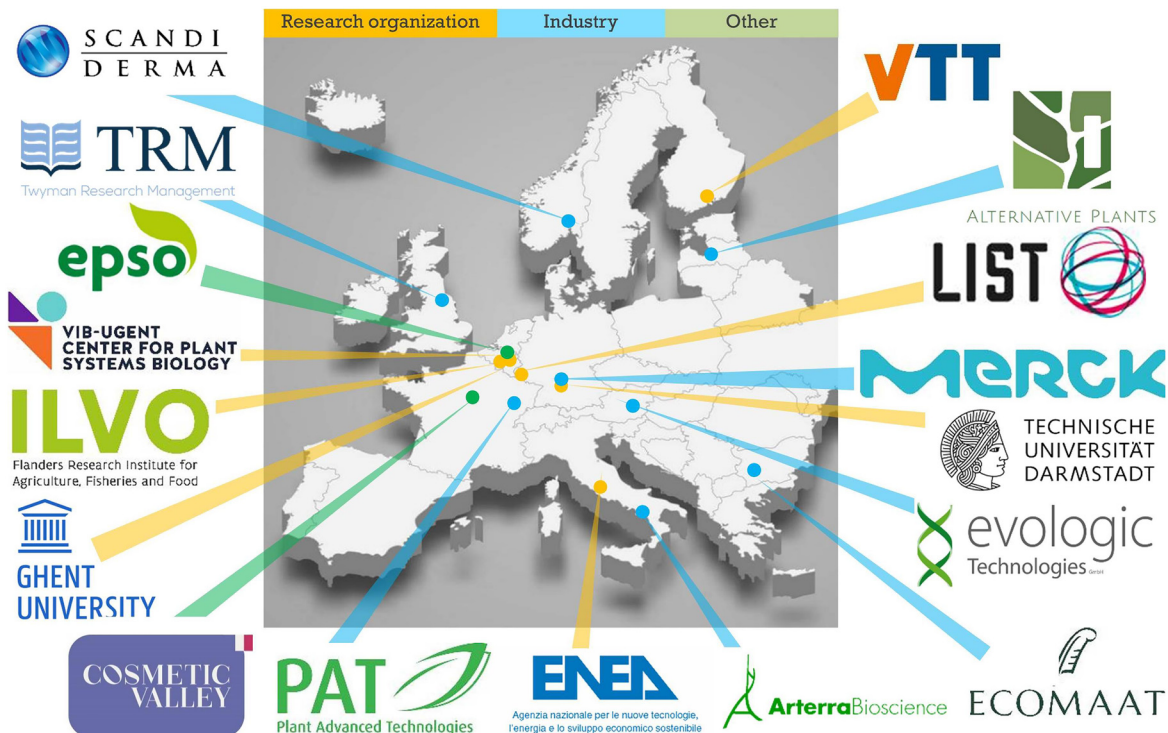 Research organization
Industry
Other
SCANDI
DERMA
TRM
Twyman Research Management
epso
VIB-UGENT
CENTER FOR PLANT
SYSTEMS BIOLOGY
ILVO
Flanders Research Institute for
Agriculture, Fisheries and Food
GHENT
UNIVERSITY
COSMETIC
VALLEY
PAT
Plant Advanced Technologies
ENEA
Agenzia nazionale per le nuove tecnologie,
l'energia e lo sviluppo economico sostenibile
ArterraBioscience
ECOMAAT
evologic
Technologies GmbH
TECHNISCHE
UNIVERSITÄT
DARMSTADT
MERCK
LIST
ALTERNATIVE PLANTS
VTT